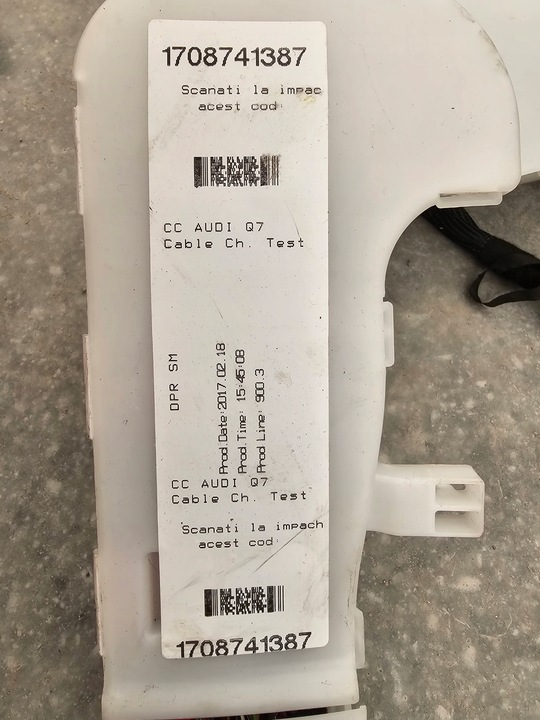 1708741387
Scanati la impac
acest cod
CC AUDI Q7
Cable Ch. Test
DPR SM
Prod.Date:2017.02.18
Prod.Time: 15:45:08
Prod Line: 900.3
CC AUDI Q7
Cable Ch. Test
Scanati la impach
acest cod
1708741387